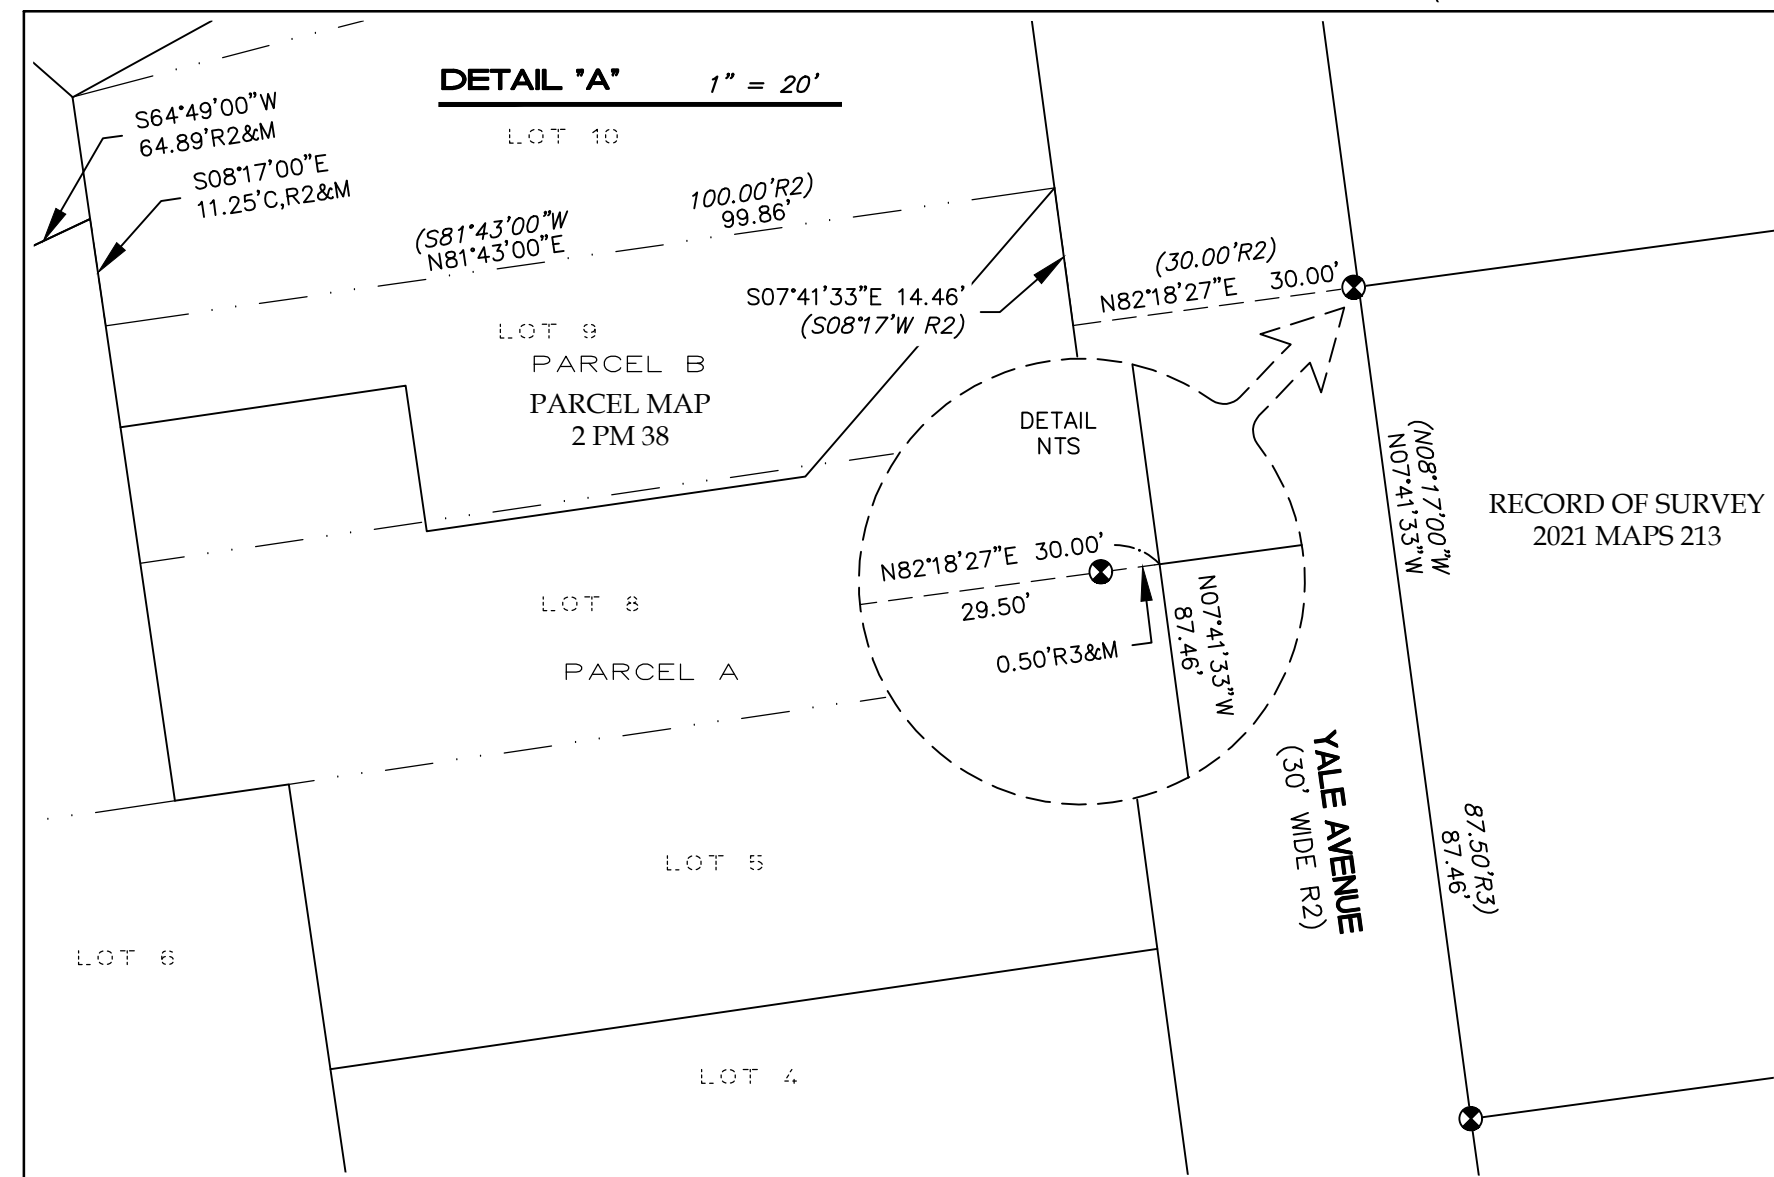 DETAIL "A" 1" = 20'
S64°49'00"W
64.89'R2&M
LOT 10
S08°17'00"E
11.25'C,R2&M
(S81°43'00"W 100.00'R2)
N81°43'00"E 99.86'
(30.00'R2)
N82°18'27"E 30.00'
S07°41'33"E 14.46'
(S08°17'W R2)
LOT 9
PARCEL B
PARCEL MAP
2 PM 38
DETAIL
NTS
(N08°17'00"W
N07°41'33"W
RECORD OF SURVEY
2021 MAPS 213
N82°18'27"E 30.00'
29.50'
0.50'R3&M
N07°41'33"W
87.46'
LOT 8
PARCEL A
YALE AVENUE
(30' WIDE R2)
87.50'R3)
87.46'
LOT 5
LOT 6
LOT 4